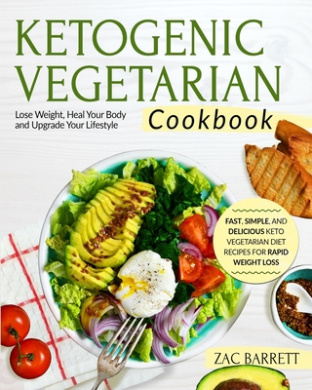 KETOGENIC
VEGETARIAN
Lose Weight, Heal Your Body
and Upgrade Your Lifestyle
Cookbook
FAST, SIMPLE, AND
DELICIOUS KETO
VEGETARIAN DIET
RECIPES FOR RAPID
WEIGHT LOSS
ZAC BARRETT